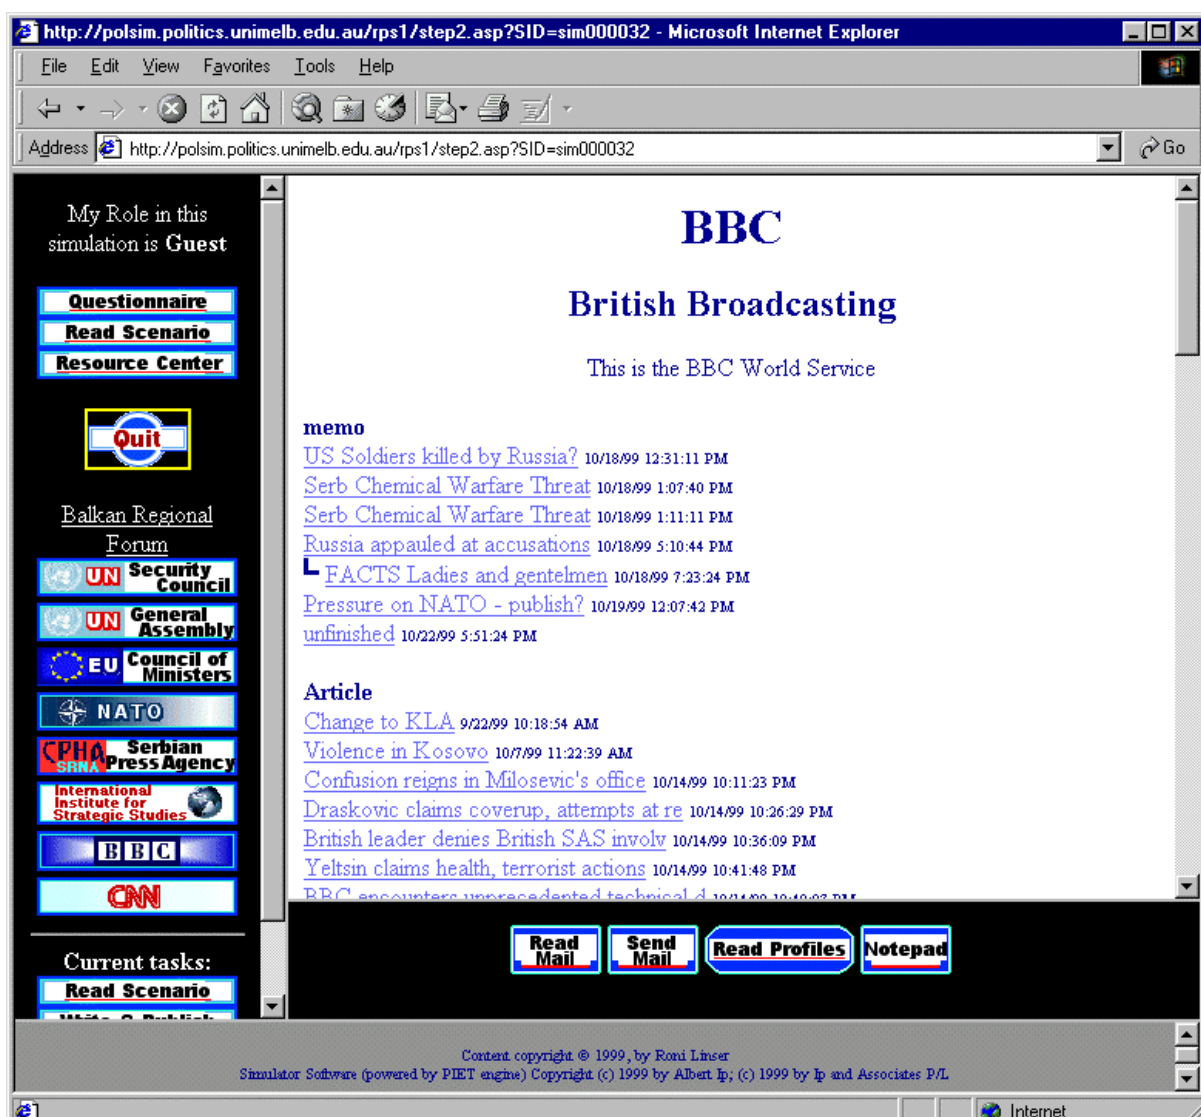 http://polsim.politics.unimelb.edu.au/rps1/step2.asp?SID=sim000032 - Microsoft Internet Explorer
File Edit View Favorites Tools Help
Address http://polsim.politics.unimelb.edu.au/rps1/step2.asp?SID=sim000032 Go
My Role in this
simulation is Guest
Questionnaire
Read Scenario
Resource Center
Quit
Balkan Regional
Forum
UN Security
Council
UN General
Assembly
EU Council of
Ministers
NATO
СРНА Serbian
SRNA Press Agency
International
Institute for
Strategic Studies
BBC
CNN
Current tasks:
Read Scenario
BBC
British Broadcasting
This is the BBC World Service
memo
US Soldiers killed by Russia? 10/18/99 12:31:11 PM
Serb Chemical Warfare Threat 10/18/99 1:07:40 PM
Serb Chemical Warfare Threat 10/18/99 1:11:11 PM
Russia appauled at accusations 10/18/99 5:10:44 PM
FACTS Ladies and gentelmen 10/18/99 7:23:24 PM
Pressure on NATO - publish? 10/19/99 12:07:42 PM
unfinished 10/22/99 5:51:24 PM
Article
Change to KLA 9/22/99 10:18:54 AM
Violence in Kosovo 10/7/99 11:22:39 AM
Confusion reigns in Milosevic's office 10/14/99 10:11:23 PM
Draskovic claims coverup, attempts at re 10/14/99 10:26:29 PM
British leader denies British SAS involv 10/14/99 10:36:09 PM
Yeltsin claims health, terrorist actions 10/14/99 10:41:48 PM
BBC encounters unprecedented technical d
Read
Mail
Send
Mail
Read Profiles
Notepad
Content copyright © 1999, by Roni Linser
Simulator Software (powered by PIET engine) Copyright (c) 1999 by Albert Ip; (c) 1999 by Ip and Associates P/L
Internet